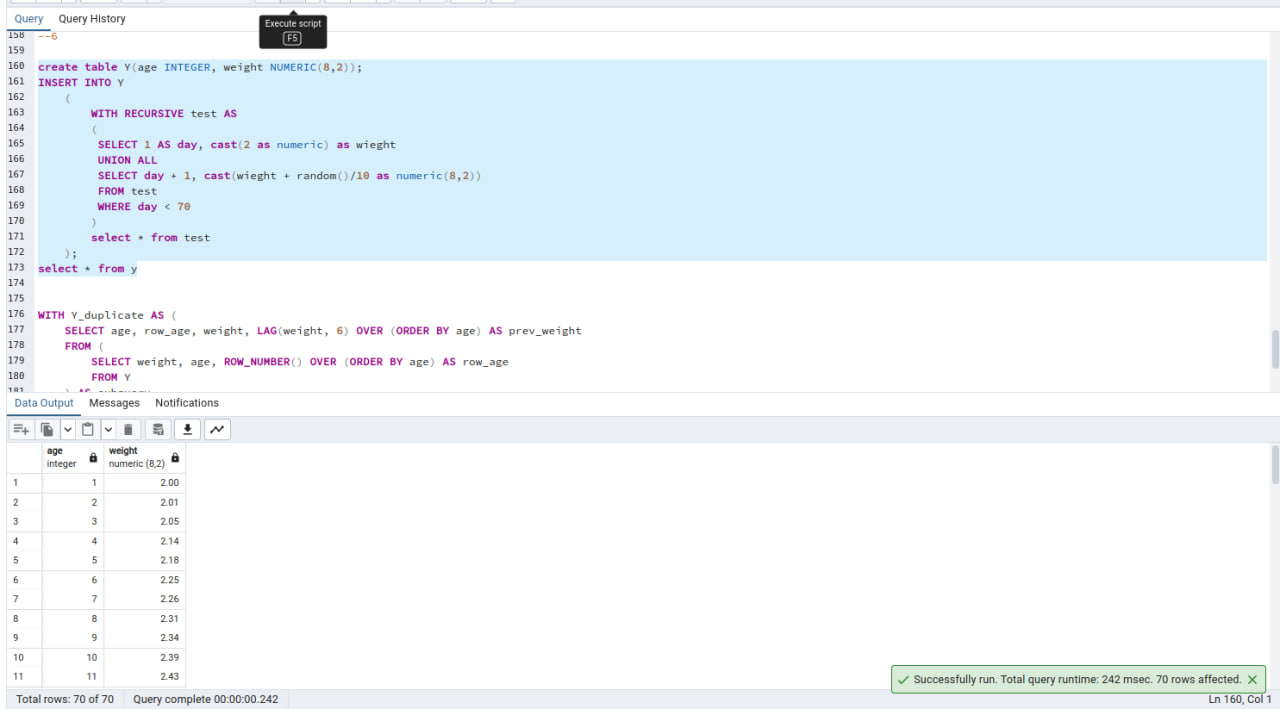 Query Query History
Execute script
F5
158 --6
159
160 create table Y(age INTEGER, weight NUMERIC(8,2));
161 INSERT INTO Y
162 (
163 WITH RECURSIVE test AS
164 (
165 SELECT 1 AS day, cast(2 as numeric) as wieght
166 UNION ALL
167 SELECT day + 1, cast(wieght + random()/10 as numeric(8,2))
168 FROM test
169 WHERE day < 70
170 )
171 select * from test
172 );
173 select * from y
174
175
176 WITH Y_duplicate AS (
177 SELECT age, row_age, weight, LAG(weight, 6) OVER (ORDER BY age) AS prev_weight
178 FROM (
179 SELECT weight, age, ROW_NUMBER() OVER (ORDER BY age) AS row_age
180 FROM Y
181 ) AS subquery
Data Output Messages Notifications
age weight
integer numeric (8,2)
1 1 2.00
2 2 2.01
3 3 2.05
4 4 2.14
5 5 2.18
6 6 2.25
7 7 2.26
8 8 2.31
9 9 2.34
10 10 2.39
11 11 2.43
Successfully run. Total query runtime: 242 msec. 70 rows affected.
Total rows: 70 of 70 Query complete 00:00:00.242 Ln 160, Col 1